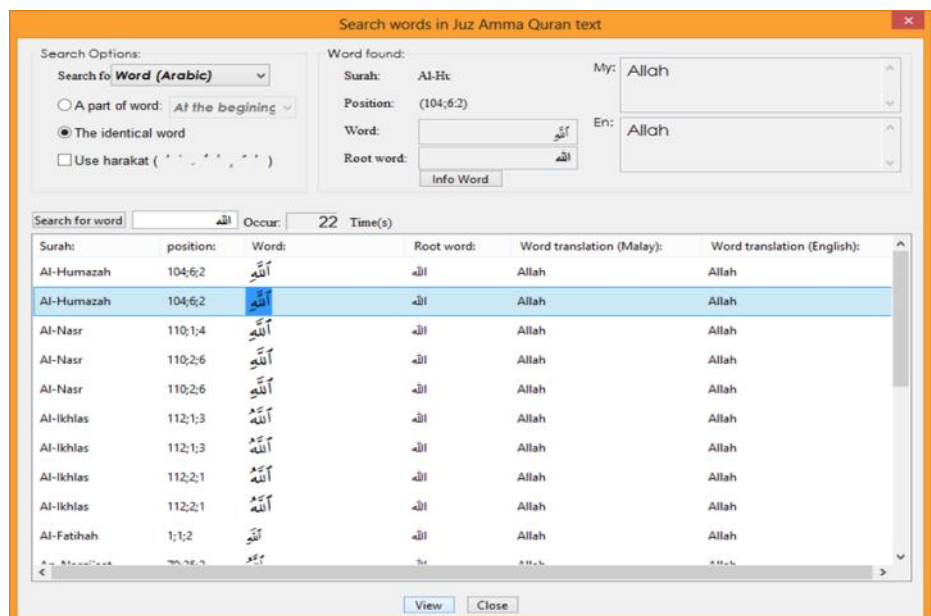 Search words in Juz Amma Quran text
Search Options:
Search fo Word (Arabic)
A part of word: At the begining
The identical word
Use harakat (
Word found:
Surah: Al-Hu
Position: (104;6:2)
Word: ٱللَّهِ
Root word: الله
Info Word
My: Allah
En: Allah
Search for word الله Occur: 22 Time(s)
Surah: position: Word: Root word: Word translation (Malay): Word translation (English):
Al-Humazah 104;6;2 ٱللَّهِ الله Allah Allah
Al-Humazah 104;6;2 ٱللَّهِ الله Allah Allah
Al-Nasr 110;1;4 ٱللَّهِ الله Allah Allah
Al-Nasr 110;2;6 ٱللَّهِ الله Allah Allah
Al-Nasr 110;2;6 ٱللَّهِ الله Allah Allah
Al-Ikhlas 112;1;3 ٱللَّهُ الله Allah Allah
Al-Ikhlas 112;1;3 ٱللَّهُ الله Allah Allah
Al-Ikhlas 112;2;1 ٱللَّهُ الله Allah Allah
Al-Ikhlas 112;2;1 ٱللَّهُ الله Allah Allah
Al-Fatihah 1;1;2 ٱللَّهِ الله Allah Allah
View Close